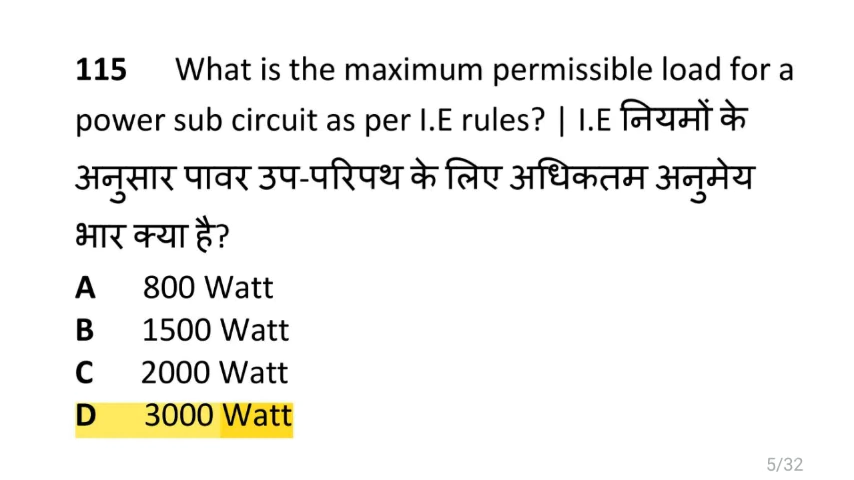 115 What is the maximum permissible load for a
power sub circuit as per I.E rules? | I.E नियमों के
अनुसार पावर उप-परिपथ के लिए अधिकतम अनुमेय
भार क्या है?
A 800 Watt
B 1500 Watt
C 2000 Watt
D 3000 Watt
5/32